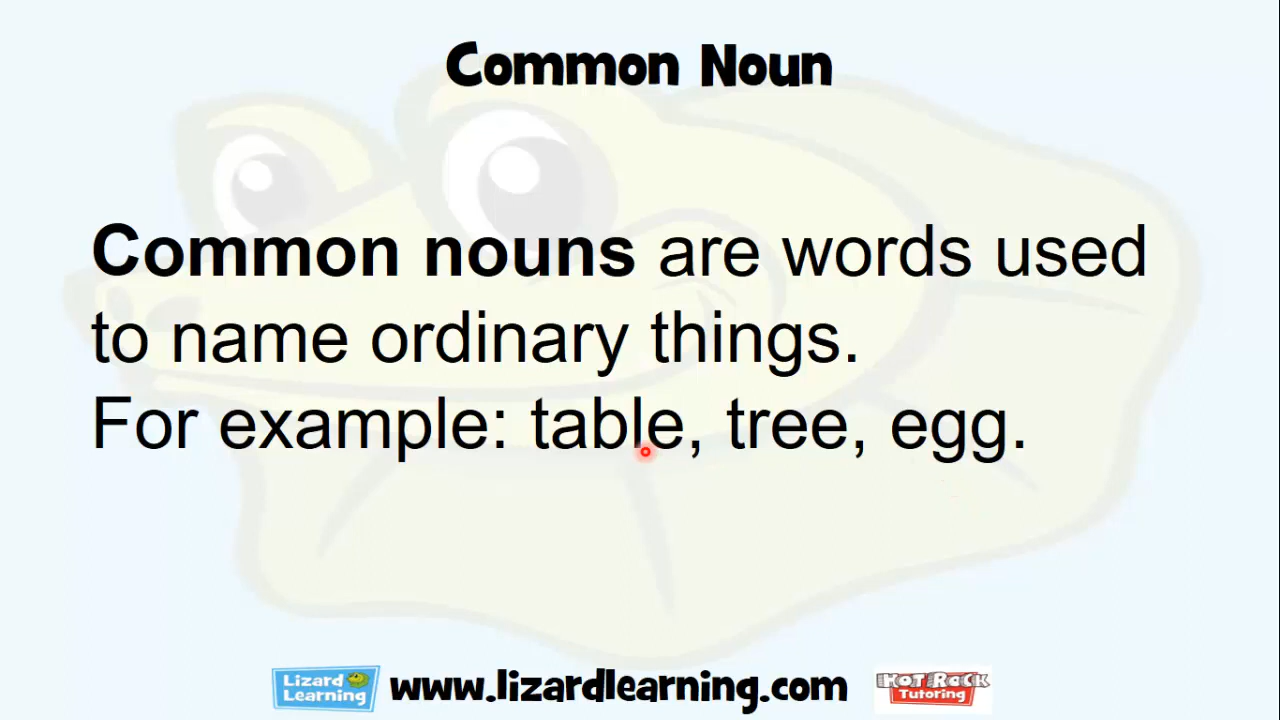 Common Noun
Common nouns are words used
to name ordinary things.
For example: table, tree, egg.
Lizard
Learning
www.lizardlearning.com
HOT ROCK
Tutoring